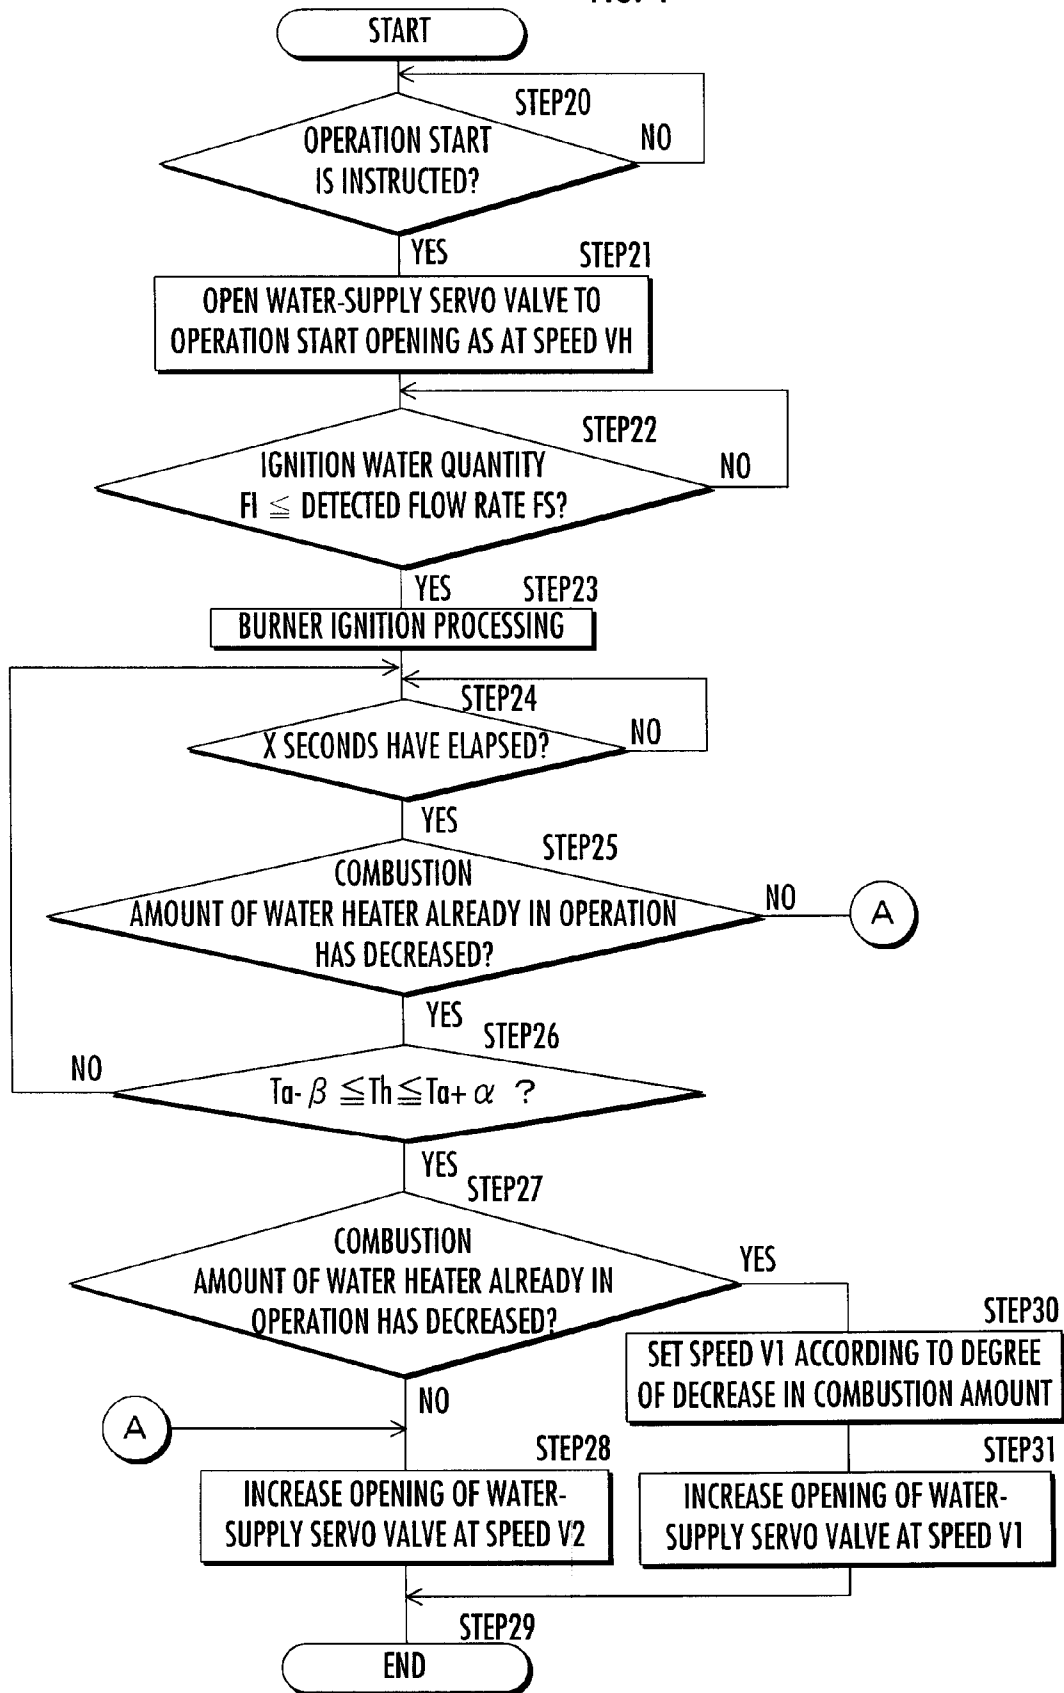 START
STEP20
OPERATION START
IS INSTRUCTED?
NO
YES
STEP21
OPEN WATER-SUPPLY SERVO VALVE TO
OPERATION START OPENING AS AT SPEED VH
STEP22
IGNITION WATER QUANTITY
FI ≦ DETECTED FLOW RATE FS?
NO
YES
STEP23
BURNER IGNITION PROCESSING
STEP24
X SECONDS HAVE ELAPSED?
NO
YES
STEP25
COMBUSTION
AMOUNT OF WATER HEATER ALREADY IN OPERATION
HAS DECREASED?
NO
A
YES
STEP26
NO
Ta-β ≦Th≦Ta+α ?
YES
STEP27
COMBUSTION
AMOUNT OF WATER HEATER ALREADY IN
OPERATION HAS DECREASED?
YES
STEP30
SET SPEED V1 ACCORDING TO DEGREE
OF DECREASE IN COMBUSTION AMOUNT
NO
A
STEP28
INCREASE OPENING OF WATER-
SUPPLY SERVO VALVE AT SPEED V2
STEP31
INCREASE OPENING OF WATER-
SUPPLY SERVO VALVE AT SPEED V1
STEP29
END